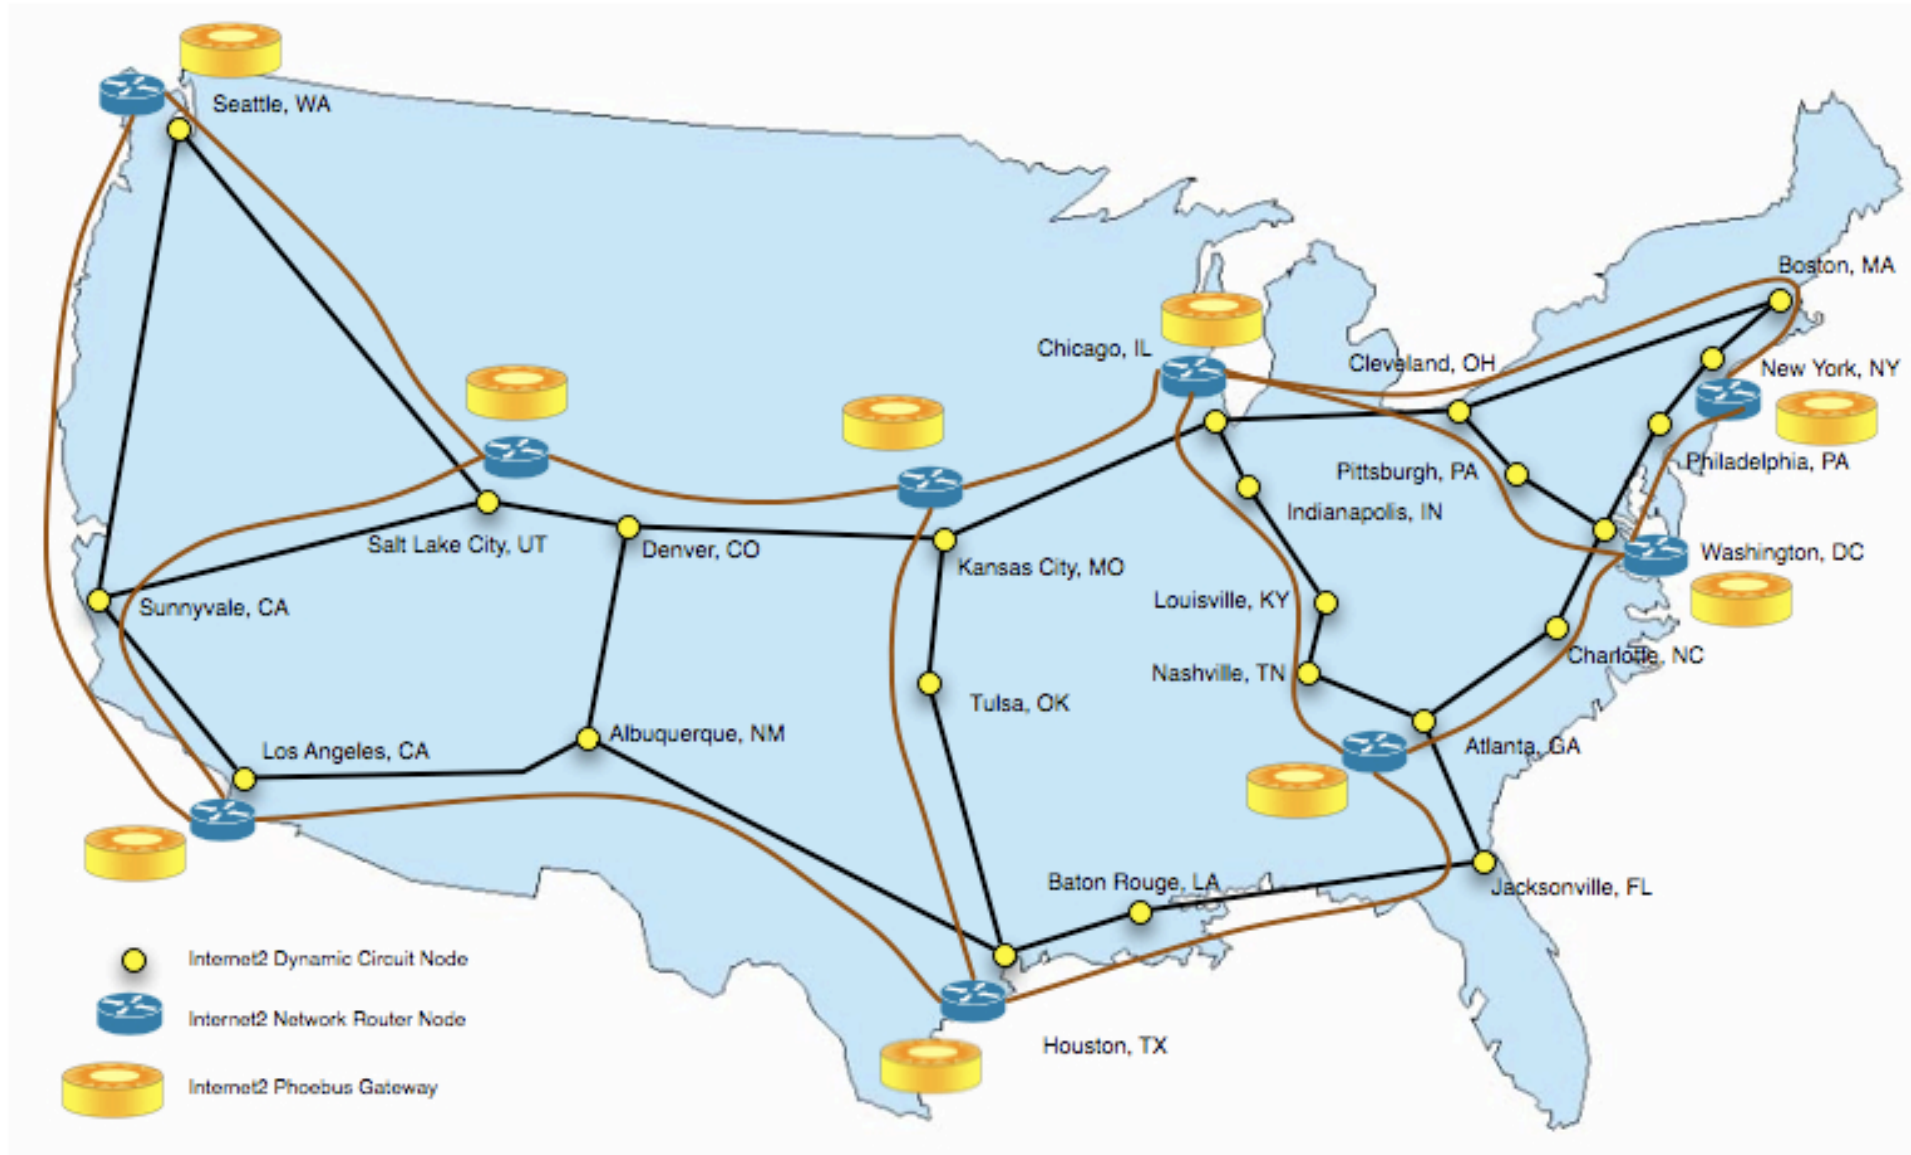 Seattle, WA
Boston, MA
Chicago, IL
Cleveland, OH
New York, NY
Pittsburgh, PA
Philadelphia, PA
Indianapolis, IN
Salt Lake City, UT
Denver, CO
Washington, DC
Kansas City, MO
Sunnyvale, CA
Louisville, KY
Charlotte, NC
Nashville, TN
Tulsa, OK
Albuquerque, NM
Los Angeles, CA
Atlanta, GA
Baton Rouge, LA
Jacksonville, FL
Internet2 Dynamic Circuit Node
Internet2 Network Router Node
Houston, TX
Internet2 Phoebus Gateway